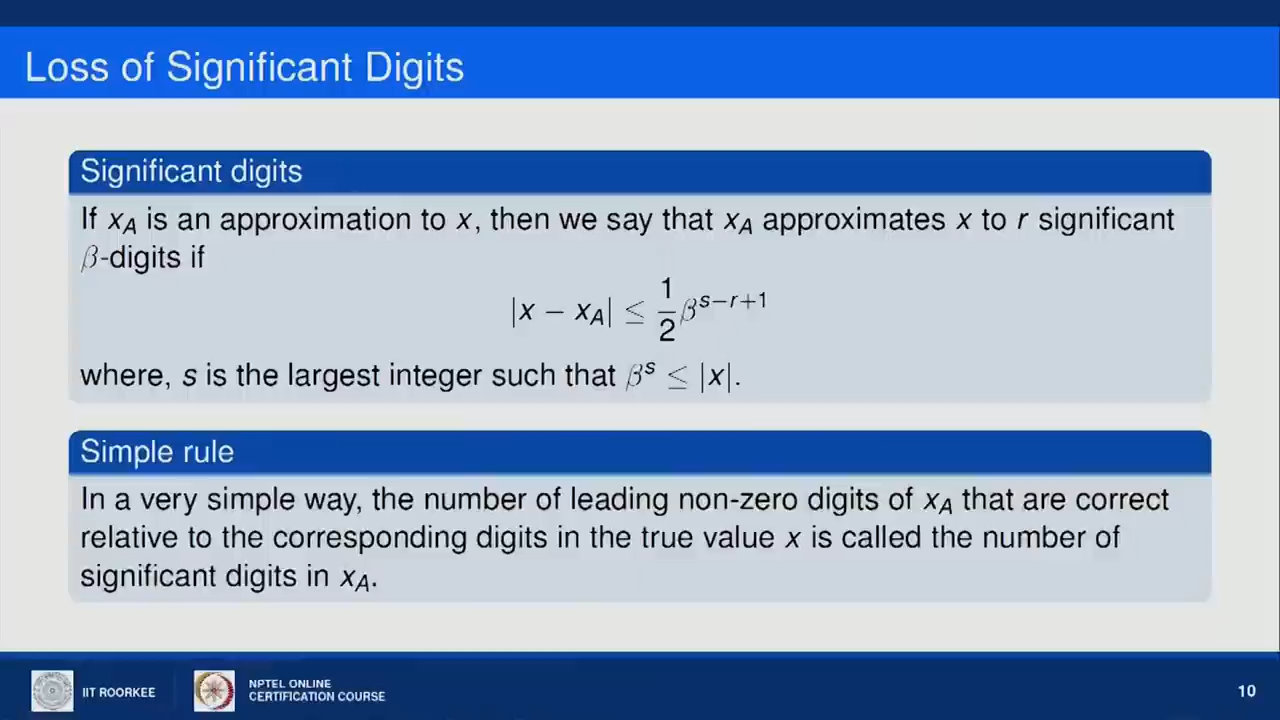 Loss of Significant Digits
Significant digits
If x_A is an approximation to x, then we say that x_A approximates x to r significant
β-digits if
|x − x_A| ≤ 1/2 β^{s−r+1}
where, s is the largest integer such that β^s ≤ |x|.
Simple rule
In a very simple way, the number of leading non-zero digits of x_A that are correct
relative to the corresponding digits in the true value x is called the number of
significant digits in x_A.
IIT ROORKEE
NPTEL ONLINE
CERTIFICATION COURSE
10